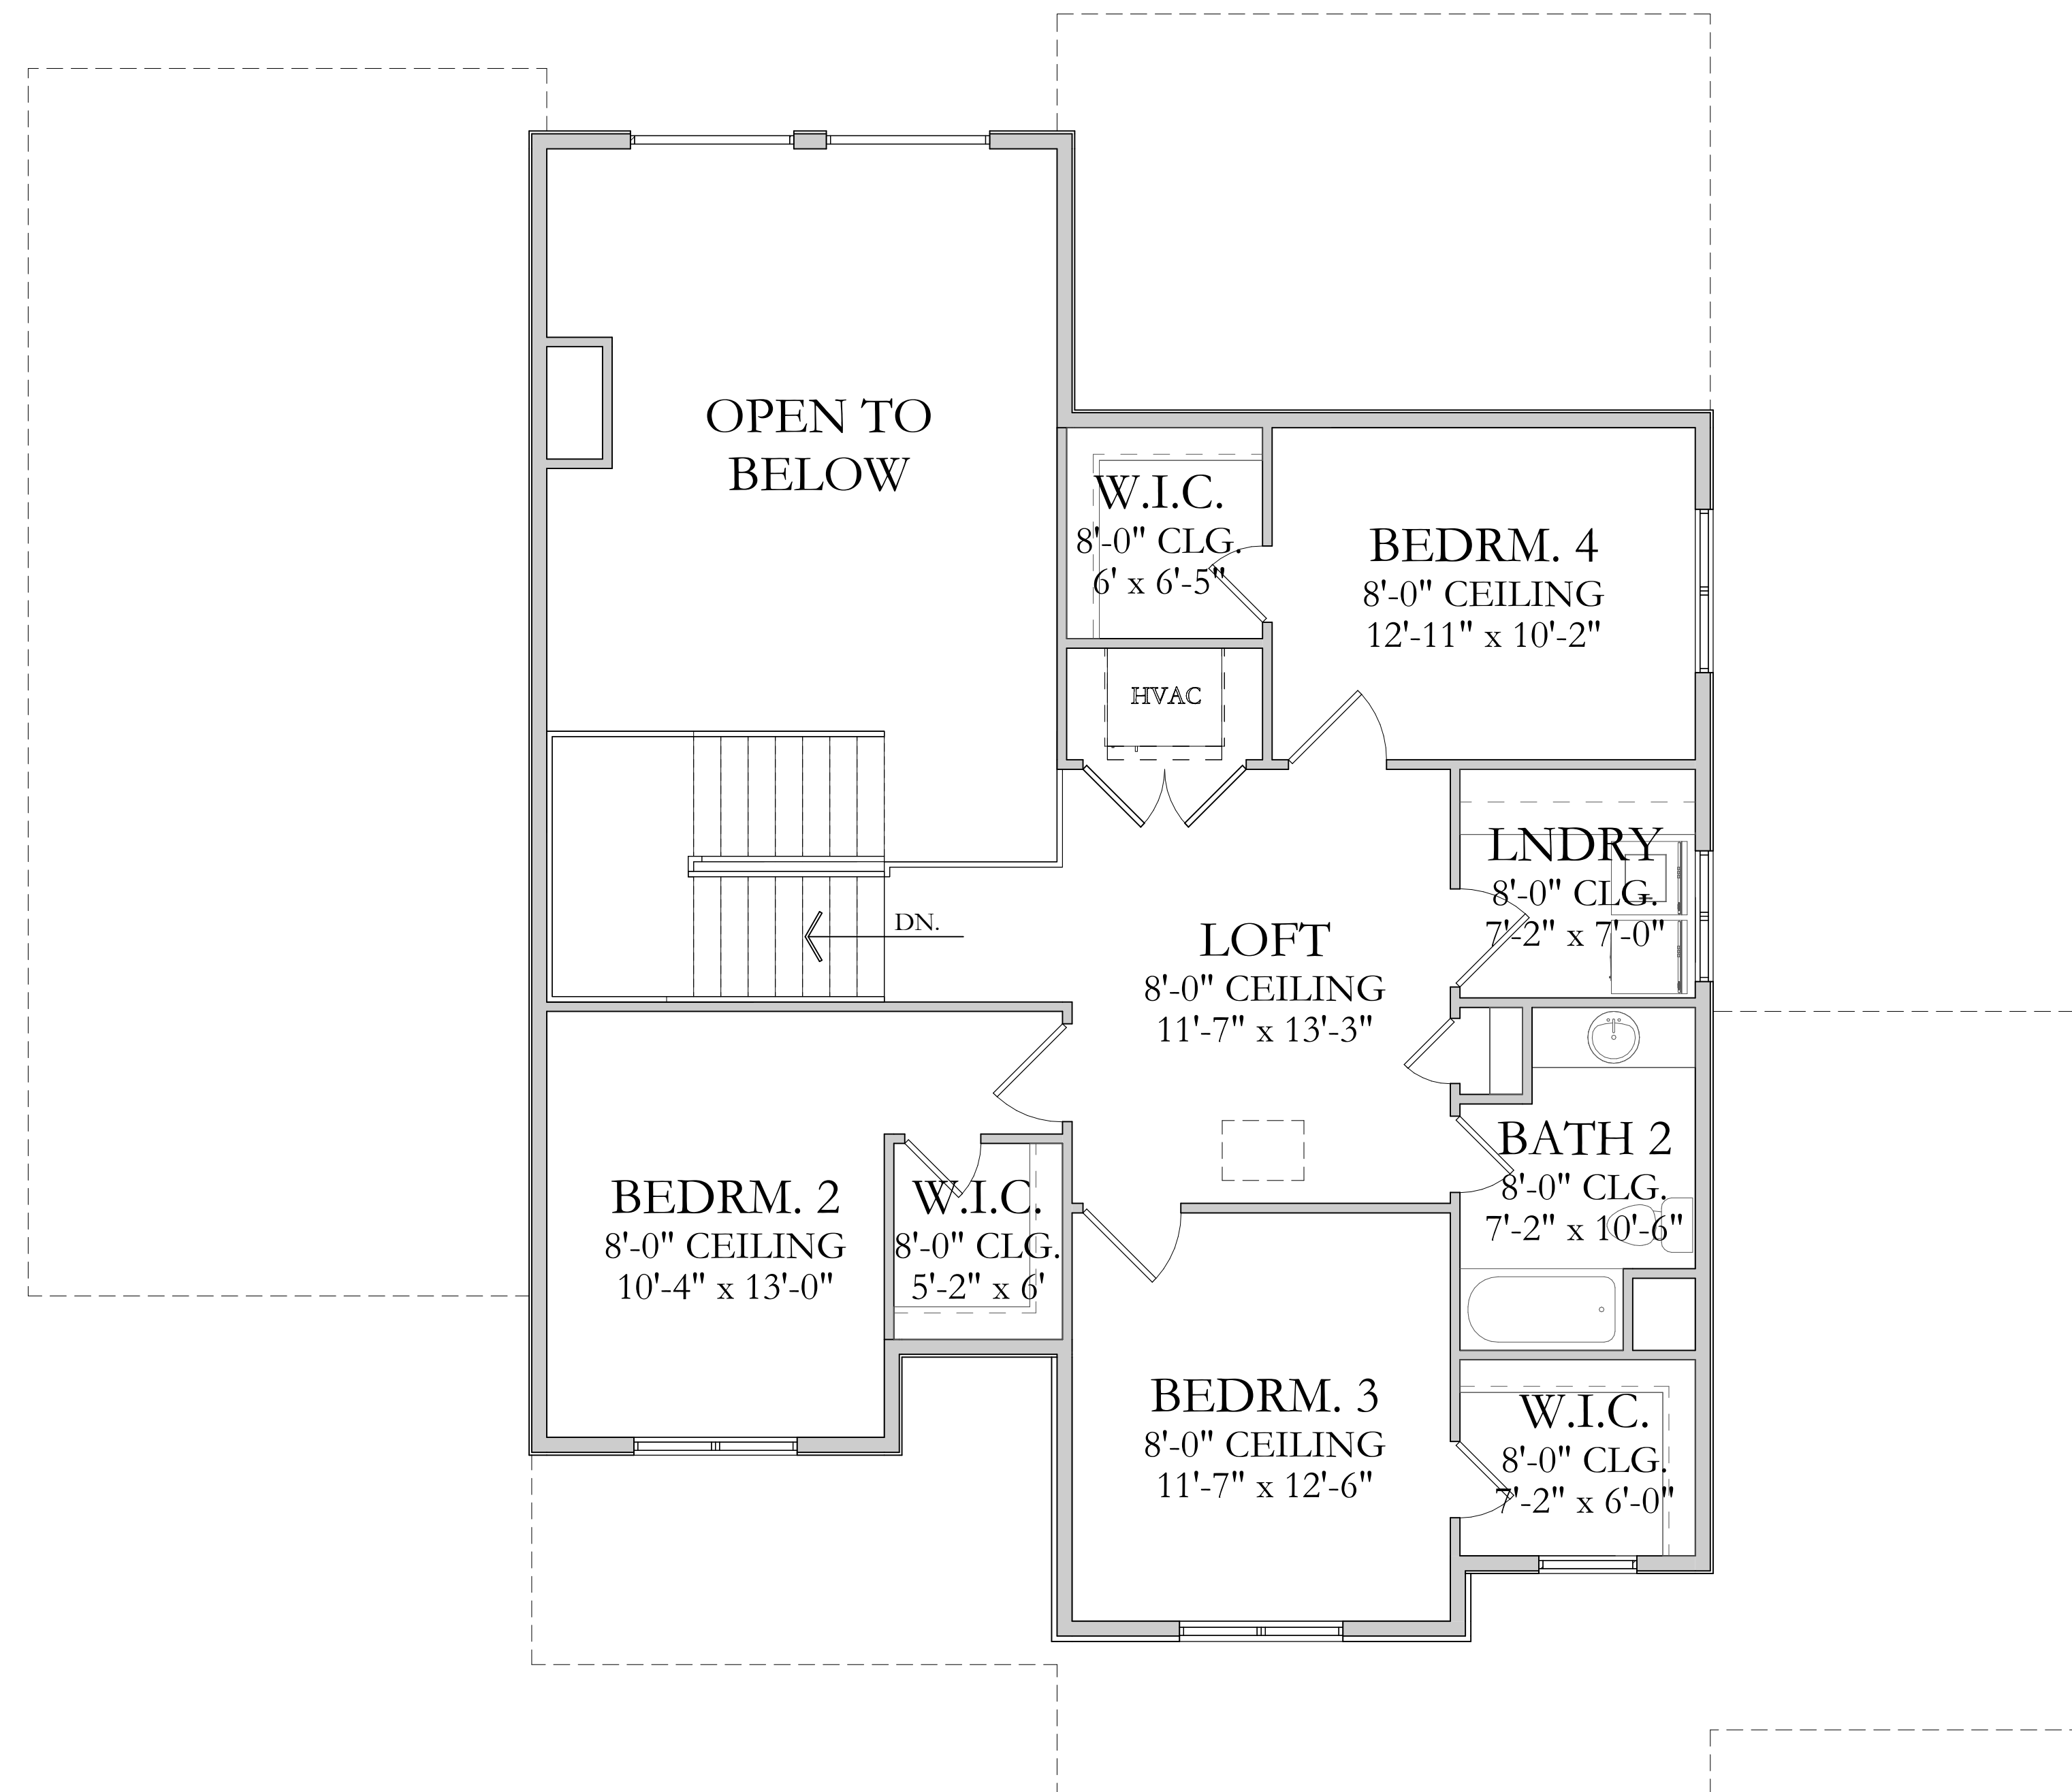 OPEN TO
BELOW
W.I.C.
8'-0" CLG.
6' x 6'-5"
BEDRM. 4
8'-0" CEILING
12'-11" x 10'-2"
HVAC
LNDRY
8'-0" CLG.
7'-2" x 7'-0"
DN.
LOFT
8'-0" CEILING
11'-7" x 13'-3"
BATH 2
8'-0" CLG.
7'-2" x 10'-6"
BEDRM. 2
8'-0" CEILING
10'-4" x 13'-0"
W.I.C.
8'-0" CLG.
5'-2" x 6'
BEDRM. 3
8'-0" CEILING
11'-7" x 12'-6"
W.I.C.
8'-0" CLG.
7'-2" x 6'-0"